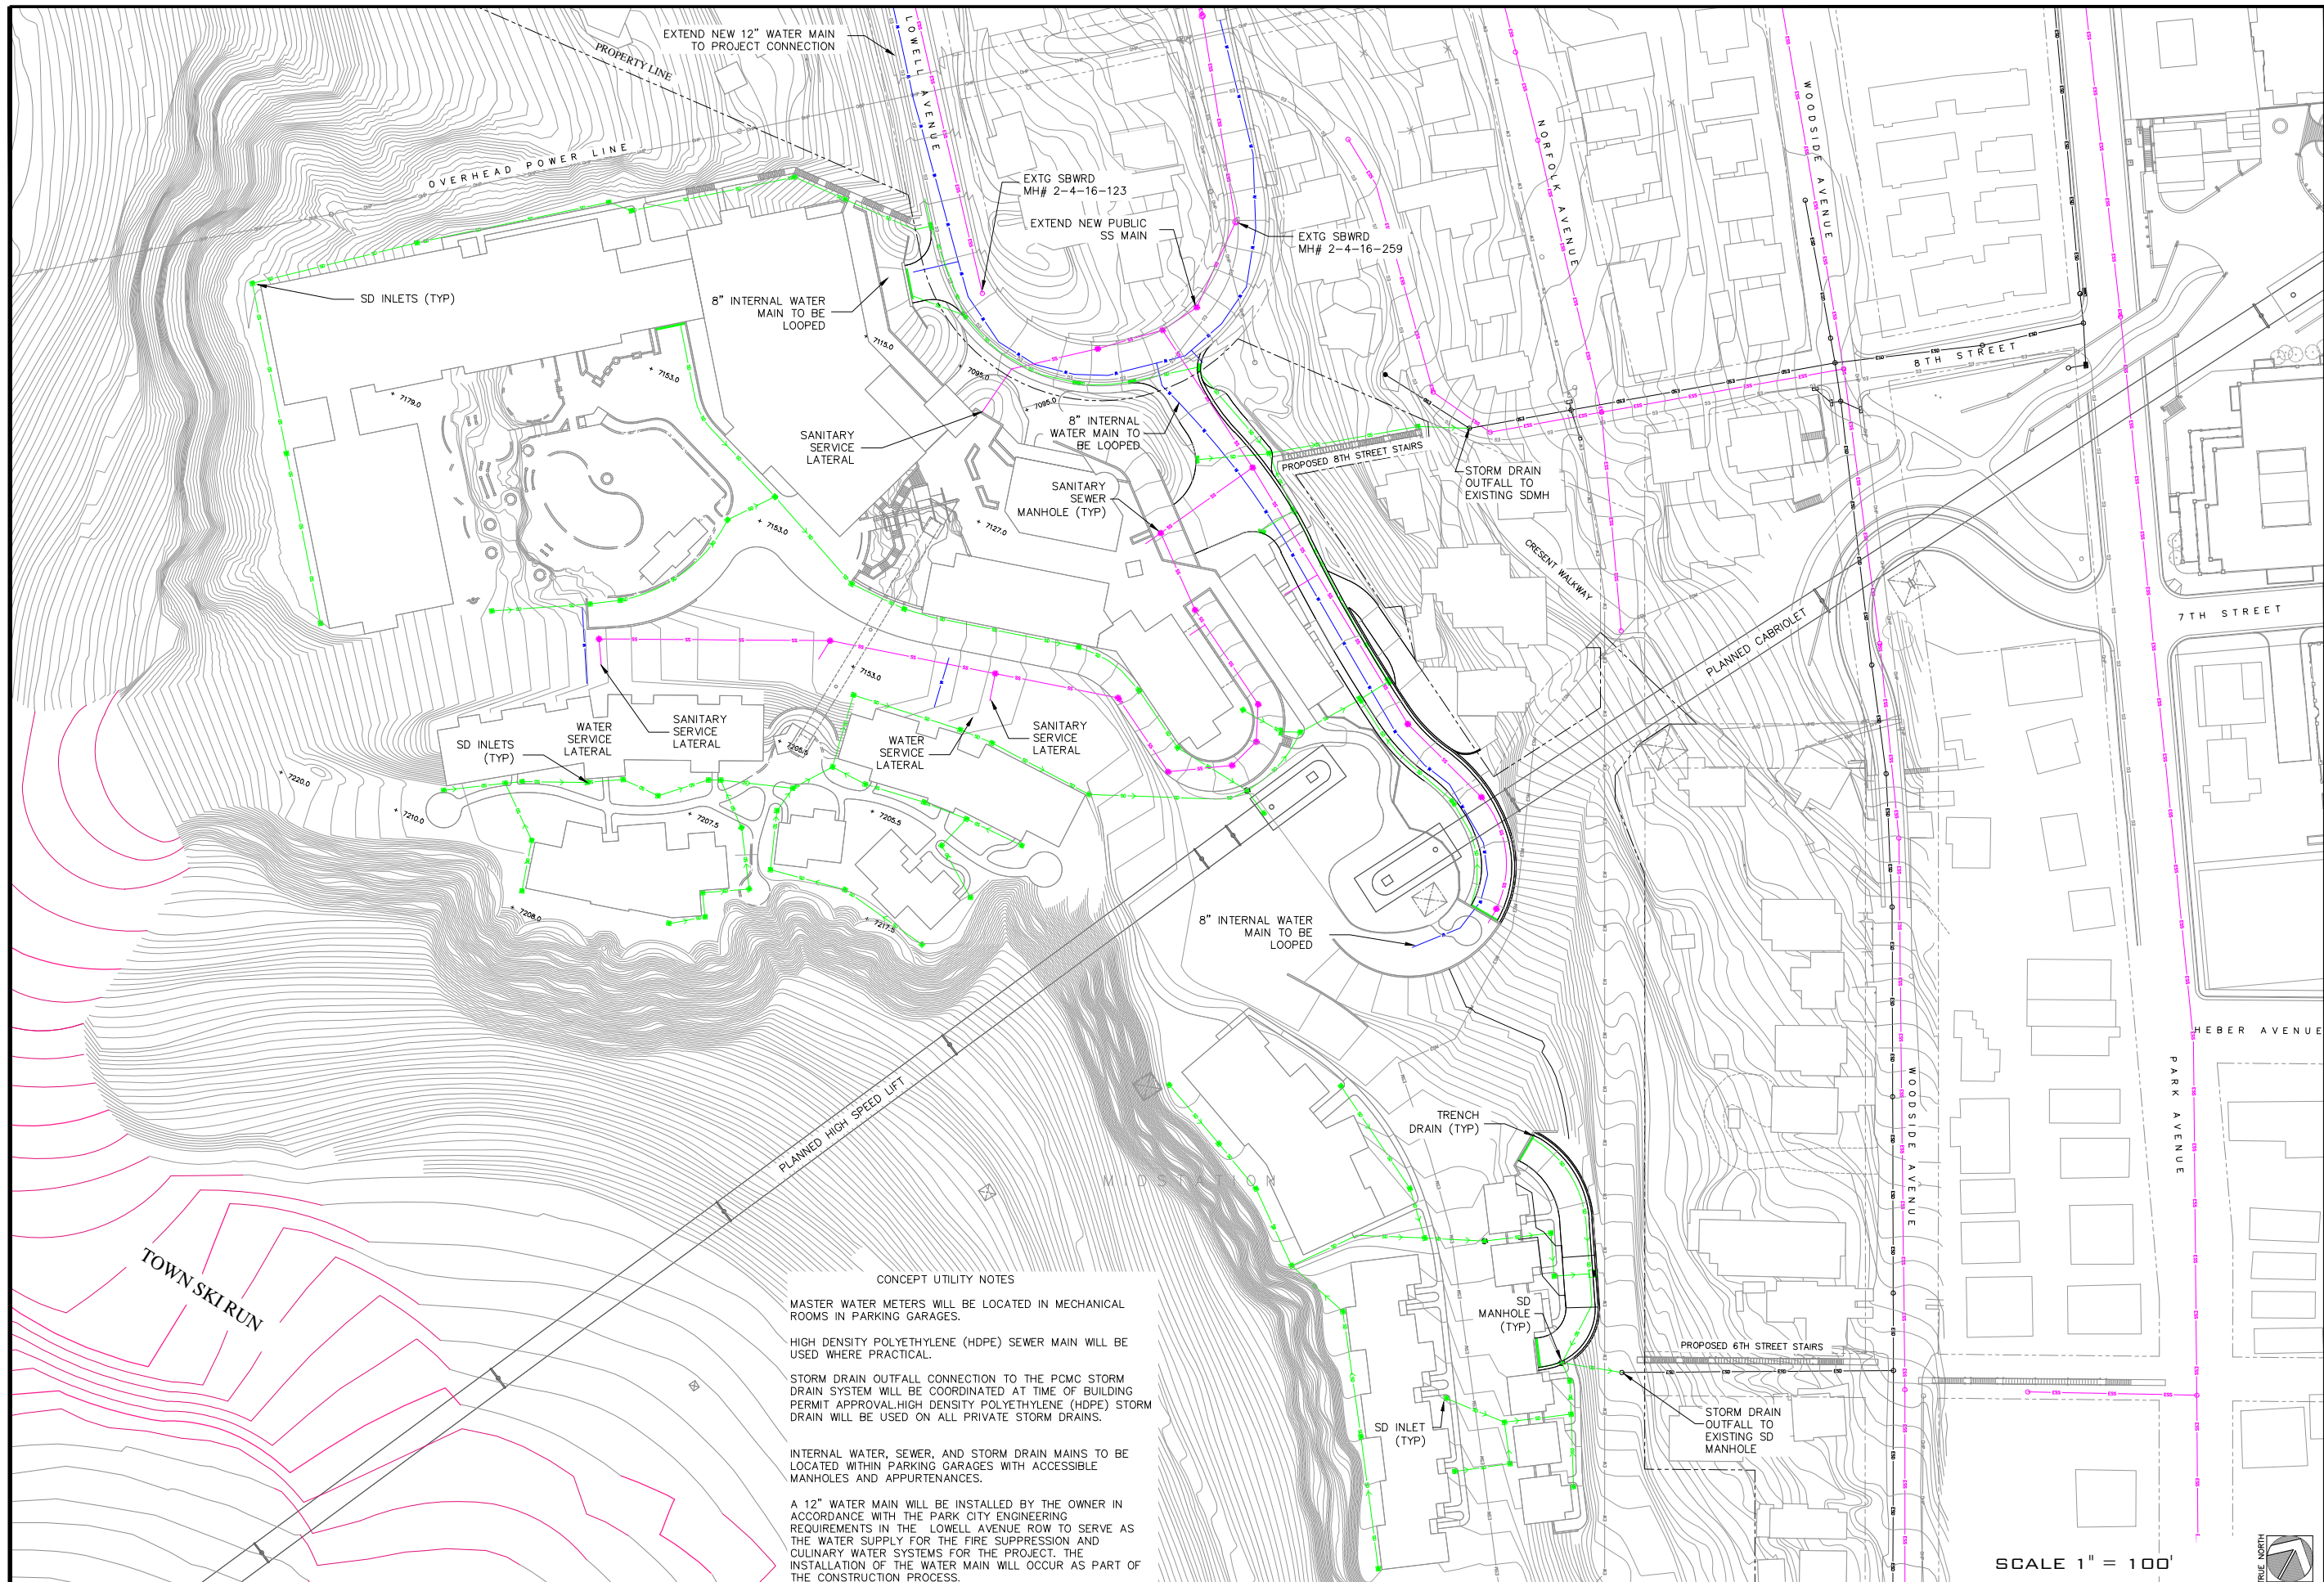 EXTEND NEW 12" WATER MAIN
TO PROJECT CONNECTION
PROPERTY LINE
LOWELL AVENUE
OVERHEAD POWER LINE
EXTG SBWRD
MH# 2-4-16-123
EXTEND NEW PUBLIC
SS MAIN
EXTG SBWRD
MH# 2-4-16-259
NORFOLK AVENUE
WOODSIDE AVENUE
SD INLETS (TYP)
8" INTERNAL WATER
MAIN TO BE
LOOPED
+ 7115.0
+ 7153.0
+ 7095.0
+ 7095.0
+ 7179.0
8TH STREET
SANITARY
SERVICE
LATERAL
8" INTERNAL
WATER MAIN TO
BE LOOPED
PROPOSED 8TH STREET STAIRS
STORM DRAIN
OUTFALL TO
EXISTING SDMH
SANITARY
SEWER
MANHOLE (TYP)
+ 7153.0
+ 7127.0
CRESENT WALKWAY
7TH STREET
PLANNED CABRIOLET
+ 7153.0
WATER
SERVICE
LATERAL
SANITARY
SERVICE
LATERAL
SD INLETS
(TYP)
+ 7205.5
WATER
SERVICE
LATERAL
SANITARY
SERVICE
LATERAL
+ 7220.0
+ 7210.0
+ 7207.5
+ 7205.5
+ 7208.0
+ 7217.5
8" INTERNAL WATER
MAIN TO BE
LOOPED
HEBER AVENUE
PARK AVENUE
WOODSIDE AVENUE
PLANNED HIGH SPEED LIFT
TRENCH
DRAIN (TYP)
MIDSTATION
TOWN SKI RUN
SD
MANHOLE
(TYP)
PROPOSED 6TH STREET STAIRS
STORM DRAIN
OUTFALL TO
EXISTING SD
MANHOLE
SD INLET
(TYP)
CONCEPT UTILITY NOTES
MASTER WATER METERS WILL BE LOCATED IN MECHANICAL
ROOMS IN PARKING GARAGES.
HIGH DENSITY POLYETHYLENE (HDPE) SEWER MAIN WILL BE
USED WHERE PRACTICAL.
STORM DRAIN OUTFALL CONNECTION TO THE PCMC STORM
DRAIN SYSTEM WILL BE COORDINATED AT TIME OF BUILDING
PERMIT APPROVAL.HIGH DENSITY POLYETHYLENE (HDPE) STORM
DRAIN WILL BE USED ON ALL PRIVATE STORM DRAINS.
INTERNAL WATER, SEWER, AND STORM DRAIN MAINS TO BE
LOCATED WITHIN PARKING GARAGES WITH ACCESSIBLE
MANHOLES AND APPURTENANCES.
A 12" WATER MAIN WILL BE INSTALLED BY THE OWNER IN
ACCORDANCE WITH THE PARK CITY ENGINEERING
REQUIREMENTS IN THE LOWELL AVENUE ROW TO SERVE AS
THE WATER SUPPLY FOR THE FIRE SUPPRESSION AND
CULINARY WATER SYSTEMS FOR THE PROJECT. THE
INSTALLATION OF THE WATER MAIN WILL OCCUR AS PART OF
THE CONSTRUCTION PROCESS.
SCALE 1" = 100'
TRUE NORTH